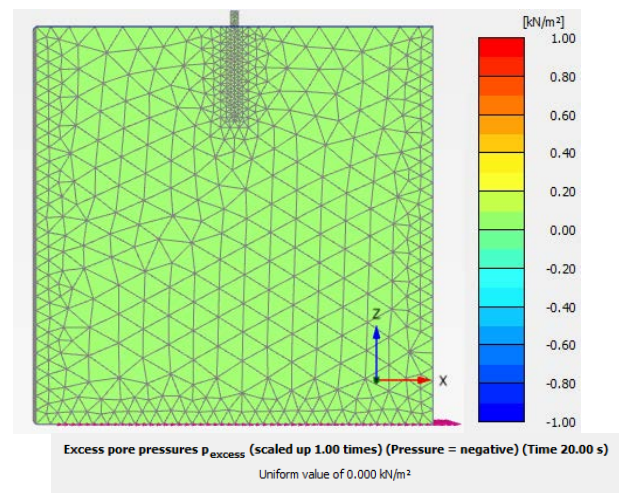 [kN/m²]
1.00
0.80
0.60
0.40
0.20
0.00
-0.20
-0.40
-0.60
-0.80
-1.00
Z
X
Excess pore pressures p_excess (scaled up 1.00 times) (Pressure = negative) (Time 20.00 s)
Uniform value of 0.000 kN/m²